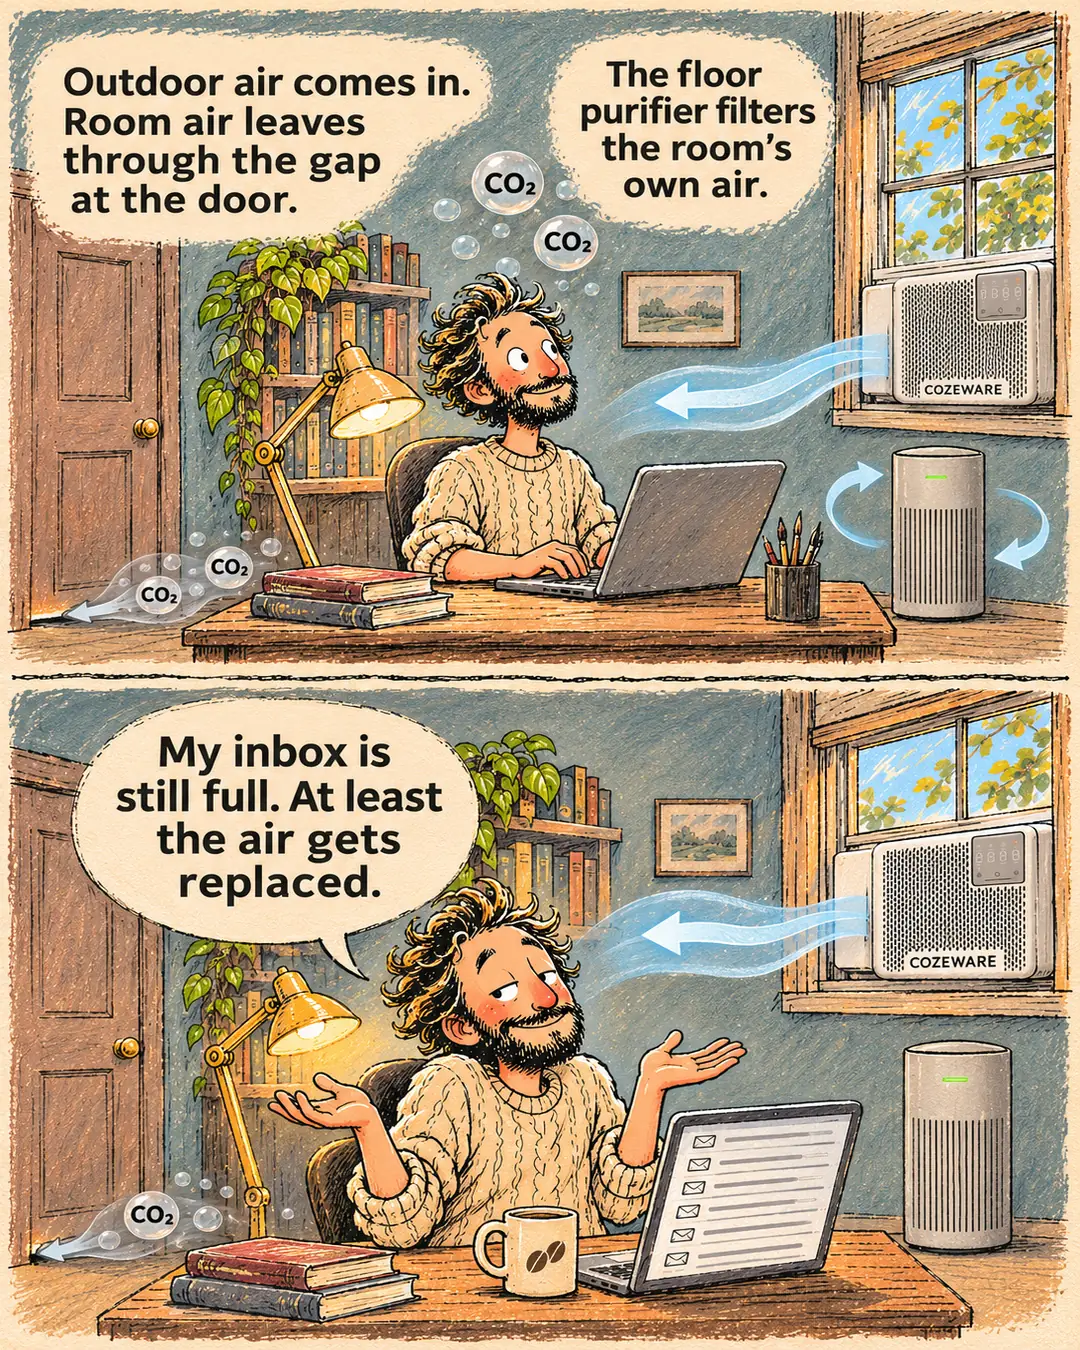 Outdoor air comes in.
Room air leaves
through the gap
at the door.
The floor
purifier filters
the room's
own air.
CO₂
CO₂
COZEWARE
CO₂
CO₂
My inbox is
still full. At least
the air gets
replaced.
COZEWARE
CO₂